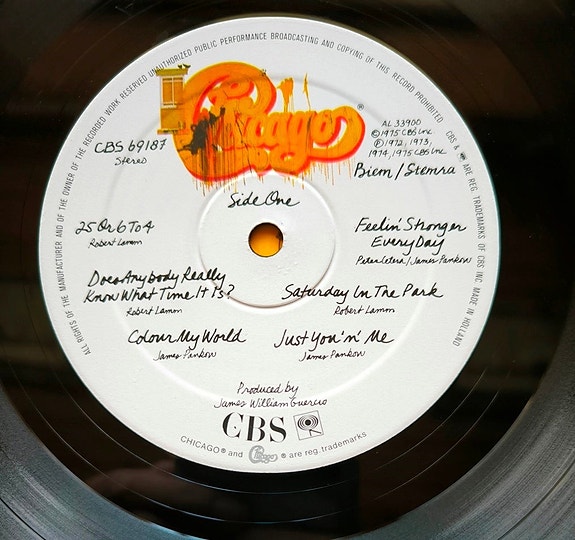 ALL RIGHTS OF THE MANUFACTURER AND OF THE OWNER OF THE RECORDED WORK RESERVED UNAUTHORIZED PUBLIC PERFORMANCE BROADCASTING AND COPYING OF THIS RECORD PROHIBITED CBS & ARE REG. TRADEMARKS OF CBS INC. MADE IN HOLLAND
Chicago®
CBS 69187
Stereo
AL 33900
©1975 CBS Inc.
Ⓟ1972, 1973,
1974, 1975 CBS Inc.
Biem/Stemra
Side One
25 Or 6 To 4
Robert Lamm
Does Anybody Really
Know What Time It Is?
Robert Lamm
Colour My World
James Pankow
Feelin' Stronger
Every Day
Peter Cetera/James Pankow
Saturday In The Park
Robert Lamm
Just You 'n' Me
James Pankow
Produced by
James William Guercio
CBS
CHICAGO® and Chicago ® are reg. trademarks